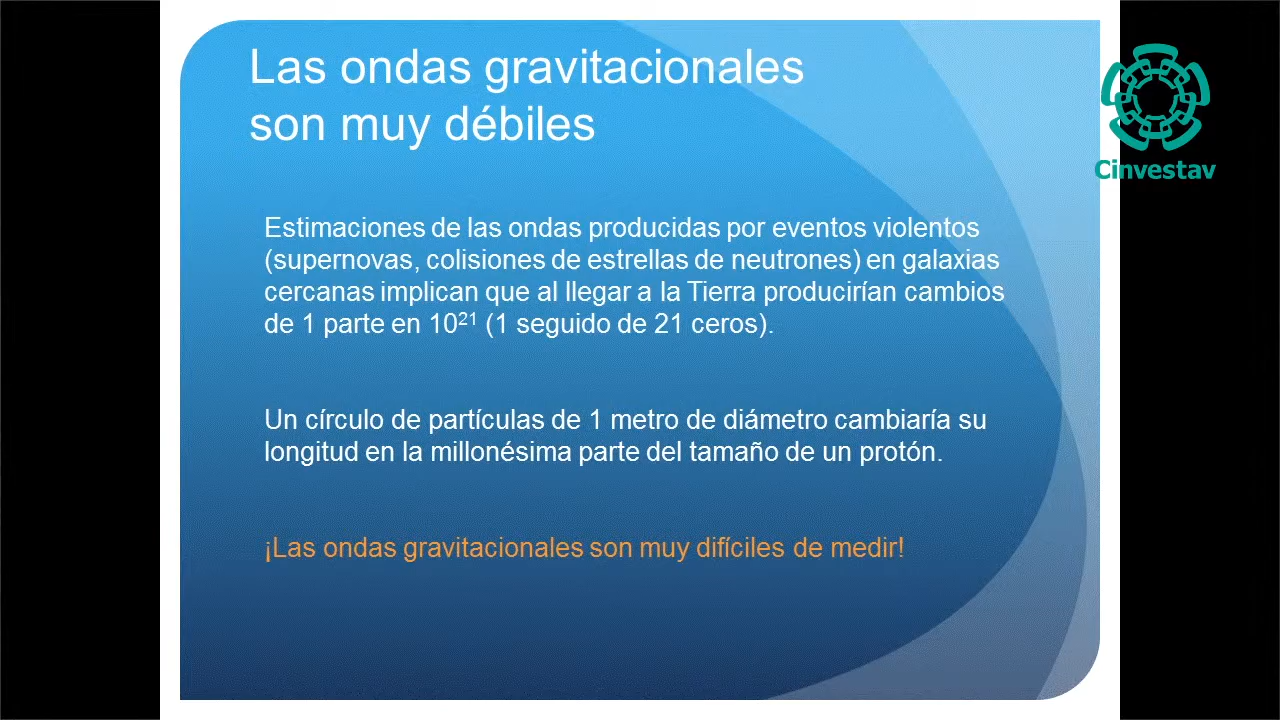 Las ondas gravitacionales
son muy débiles
Cinvestav
Estimaciones de las ondas producidas por eventos violentos
(supernovas, colisiones de estrellas de neutrones) en galaxias
cercanas implican que al llegar a la Tierra producirían cambios
de 1 parte en 10²¹ (1 seguido de 21 ceros).
Un círculo de partículas de 1 metro de diámetro cambiaría su
longitud en la millonésima parte del tamaño de un protón.
¡Las ondas gravitacionales son muy difíciles de medir!